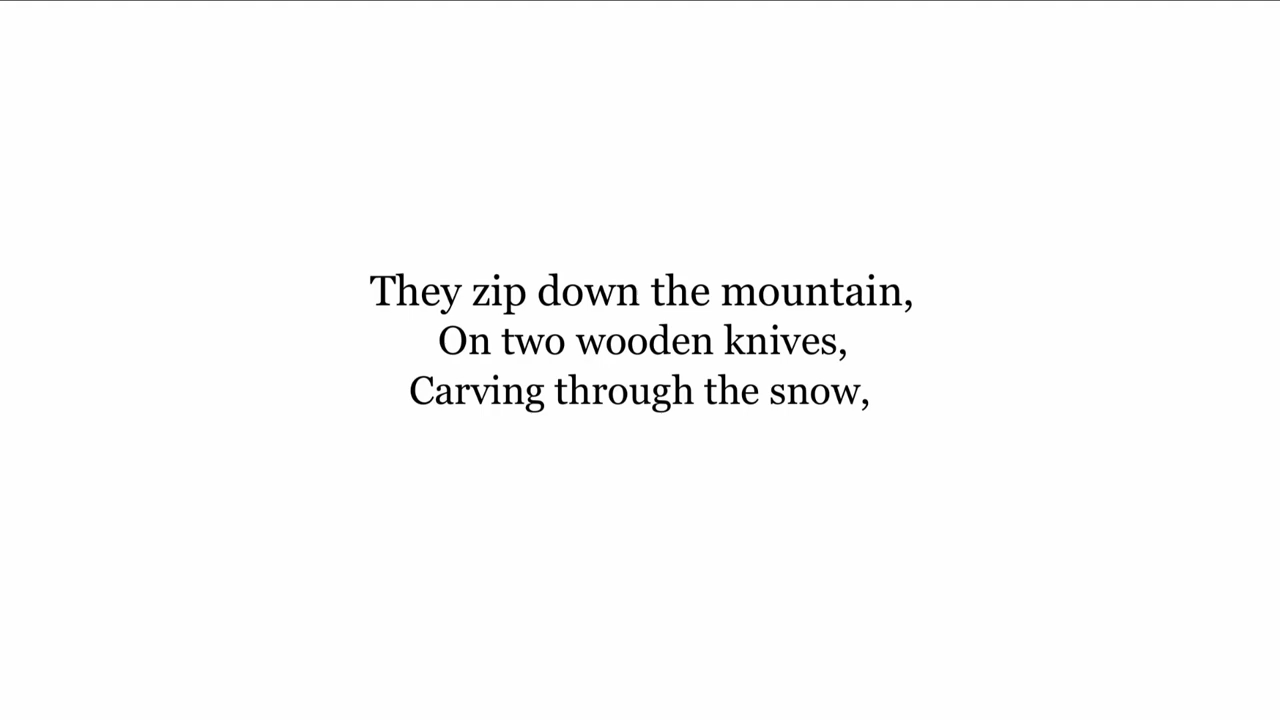 They zip down the mountain,
On two wooden knives,
Carving through the snow,